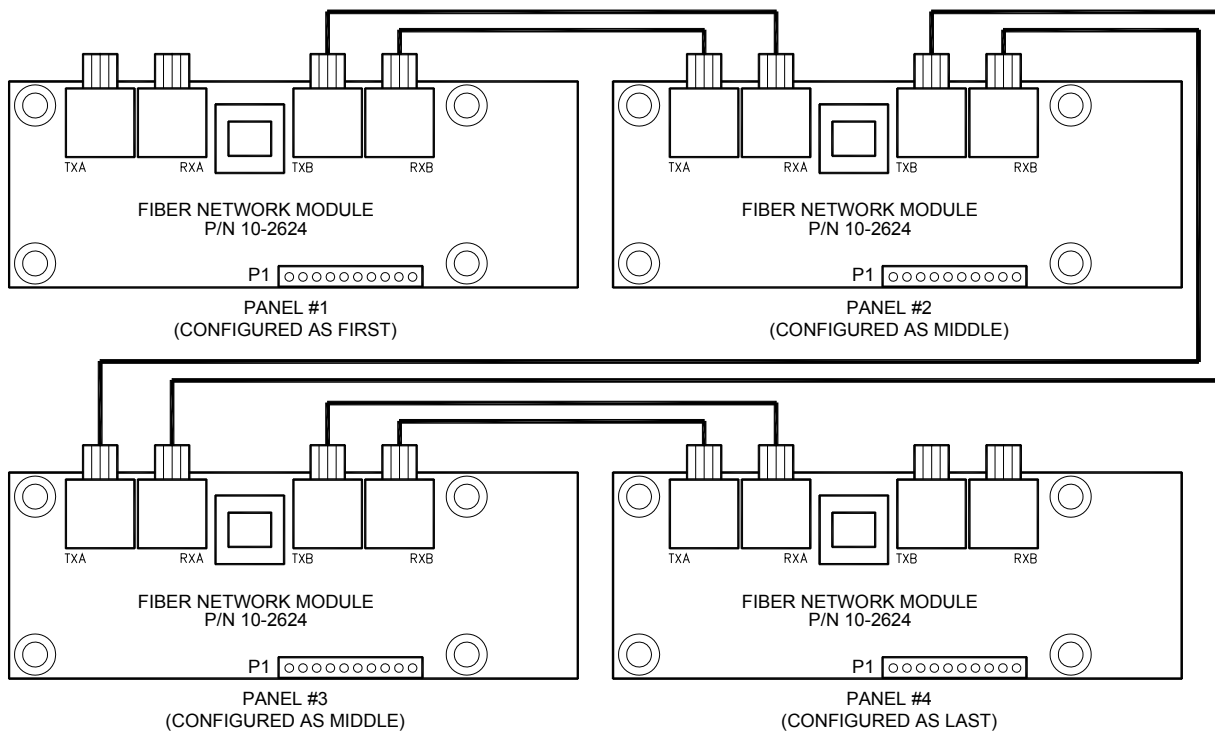 TXA RXA TXB RXB
FIBER NETWORK MODULE
P/N 10-2624
P1
PANEL #1
(CONFIGURED AS FIRST)
TXA RXA TXB RXB
FIBER NETWORK MODULE
P/N 10-2624
P1
PANEL #2
(CONFIGURED AS MIDDLE)
TXA RXA TXB RXB
FIBER NETWORK MODULE
P/N 10-2624
P1
PANEL #3
(CONFIGURED AS MIDDLE)
TXA RXA TXB RXB
FIBER NETWORK MODULE
P/N 10-2624
P1
PANEL #4
(CONFIGURED AS LAST)